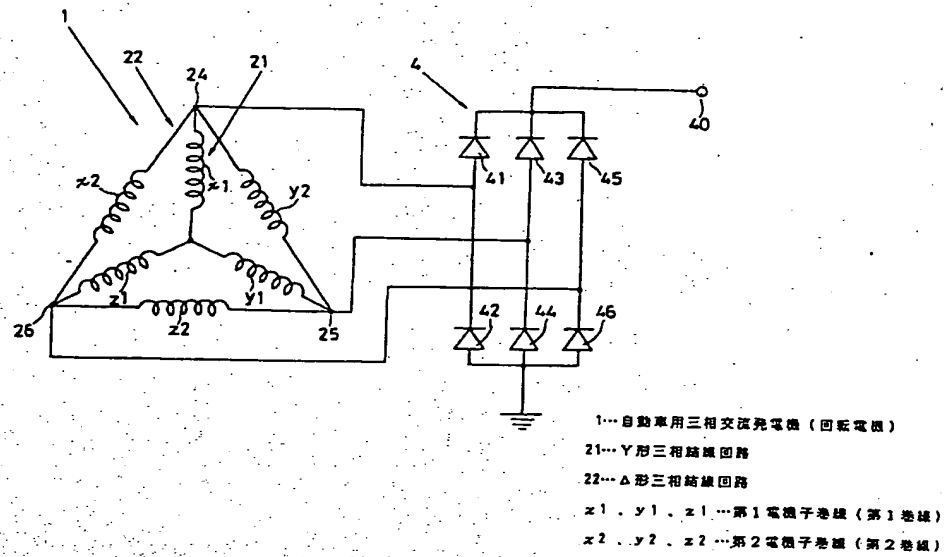 1
22
24
21
4
40
x2
x1
y2
41
43
45
z1
y1
26
z2
25
42
44
46
1…自動車用三相交流発電機（回転電機）
21…Y形三相結線回路
22…Δ形三相結線回路
x1、y1、z1…第1電機子巻線（第1巻線）
x2、y2、z2…第2電機子巻線（第2巻線）